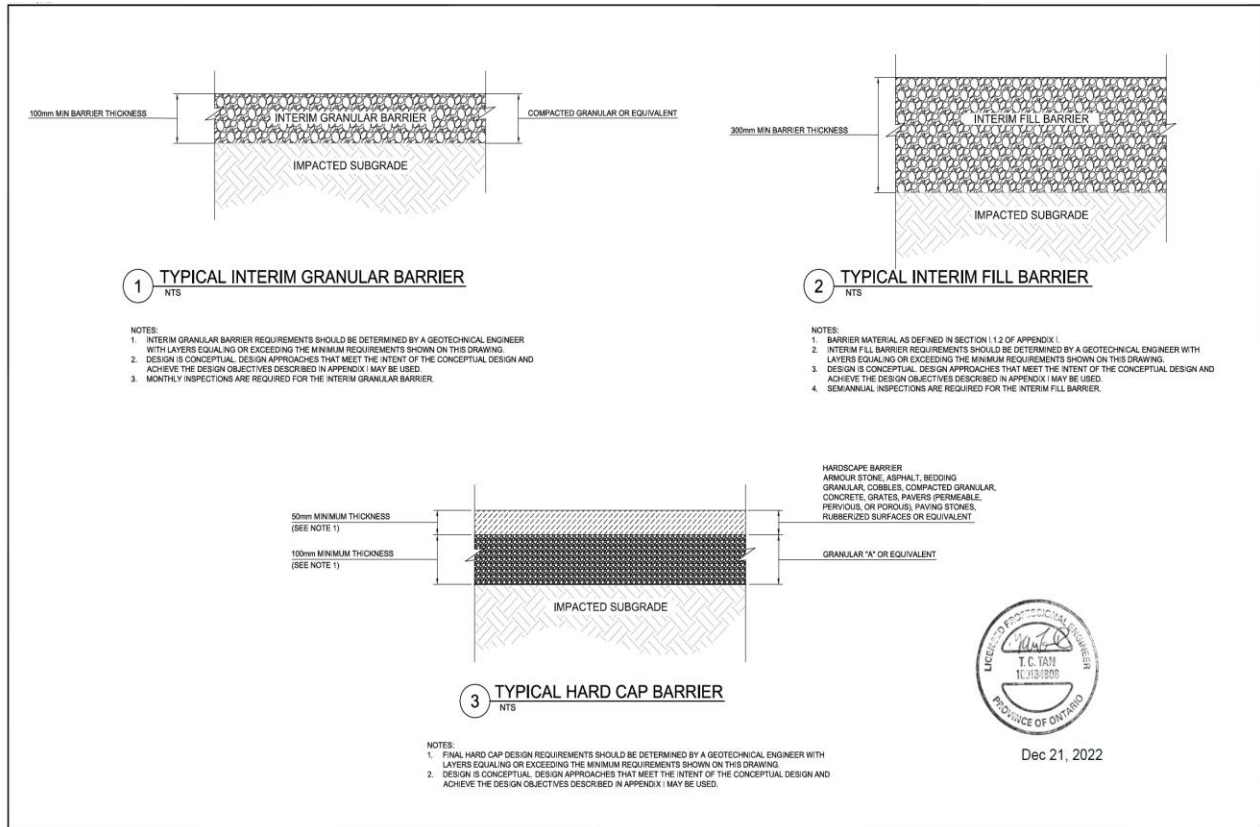 100mm MIN BARRIER THICKNESS
INTERIM GRANULAR BARRIER
COMPACTED GRANULAR OR EQUIVALENT
IMPACTED SUBGRADE
1
TYPICAL INTERIM GRANULAR BARRIER
NTS
NOTES:
1. INTERIM GRANULAR BARRIER REQUIREMENTS SHOULD BE DETERMINED BY A GEOTECHNICAL ENGINEER
WITH LAYERS EQUALING OR EXCEEDING THE MINIMUM REQUIREMENTS SHOWN ON THIS DRAWING.
2. DESIGN IS CONCEPTUAL. DESIGN APPROACHES THAT MEET THE INTENT OF THE CONCEPTUAL DESIGN AND
ACHIEVE THE DESIGN OBJECTIVES DESCRIBED IN APPENDIX I MAY BE USED.
3. MONTHLY INSPECTIONS ARE REQUIRED FOR THE INTERIM GRANULAR BARRIER.
300mm MIN BARRIER THICKNESS
INTERIM FILL BARRIER
IMPACTED SUBGRADE
2
TYPICAL INTERIM FILL BARRIER
NTS
NOTES:
1. BARRIER MATERIAL AS DEFINED IN SECTION I.1.2 OF APPENDIX I.
2. INTERIM FILL BARRIER REQUIREMENTS SHOULD BE DETERMINED BY A GEOTECHNICAL ENGINEER WITH
LAYERS EQUALING OR EXCEEDING THE MINIMUM REQUIREMENTS SHOWN ON THIS DRAWING.
3. DESIGN IS CONCEPTUAL. DESIGN APPROACHES THAT MEET THE INTENT OF THE CONCEPTUAL DESIGN AND
ACHIEVE THE DESIGN OBJECTIVES DESCRIBED IN APPENDIX I MAY BE USED.
4. SEMIANNUAL INSPECTIONS ARE REQUIRED FOR THE INTERIM FILL BARRIER.
50mm MINIMUM THICKNESS
(SEE NOTE 1)
100mm MINIMUM THICKNESS
(SEE NOTE 1)
HARDSCAPE BARRIER
ARMOUR STONE, ASPHALT, BEDDING
GRANULAR, COBBLES, COMPACTED GRANULAR,
CONCRETE, GRATES, PAVERS (PERMEABLE,
PERVIOUS, OR POROUS), PAVING STONES,
RUBBERIZED SURFACES OR EQUIVALENT
GRANULAR "A" OR EQUIVALENT
IMPACTED SUBGRADE
3
TYPICAL HARD CAP BARRIER
NTS
NOTES:
1. FINAL HARD CAP DESIGN REQUIREMENTS SHOULD BE DETERMINED BY A GEOTECHNICAL ENGINEER WITH
LAYERS EQUALING OR EXCEEDING THE MINIMUM REQUIREMENTS SHOWN ON THIS DRAWING.
2. DESIGN IS CONCEPTUAL. DESIGN APPROACHES THAT MEET THE INTENT OF THE CONCEPTUAL DESIGN AND
ACHIEVE THE DESIGN OBJECTIVES DESCRIBED IN APPENDIX I MAY BE USED.
LICENSED PROFESSIONAL ENGINEER
T. C. TAN
PROVINCE OF ONTARIO
Dec 21, 2022